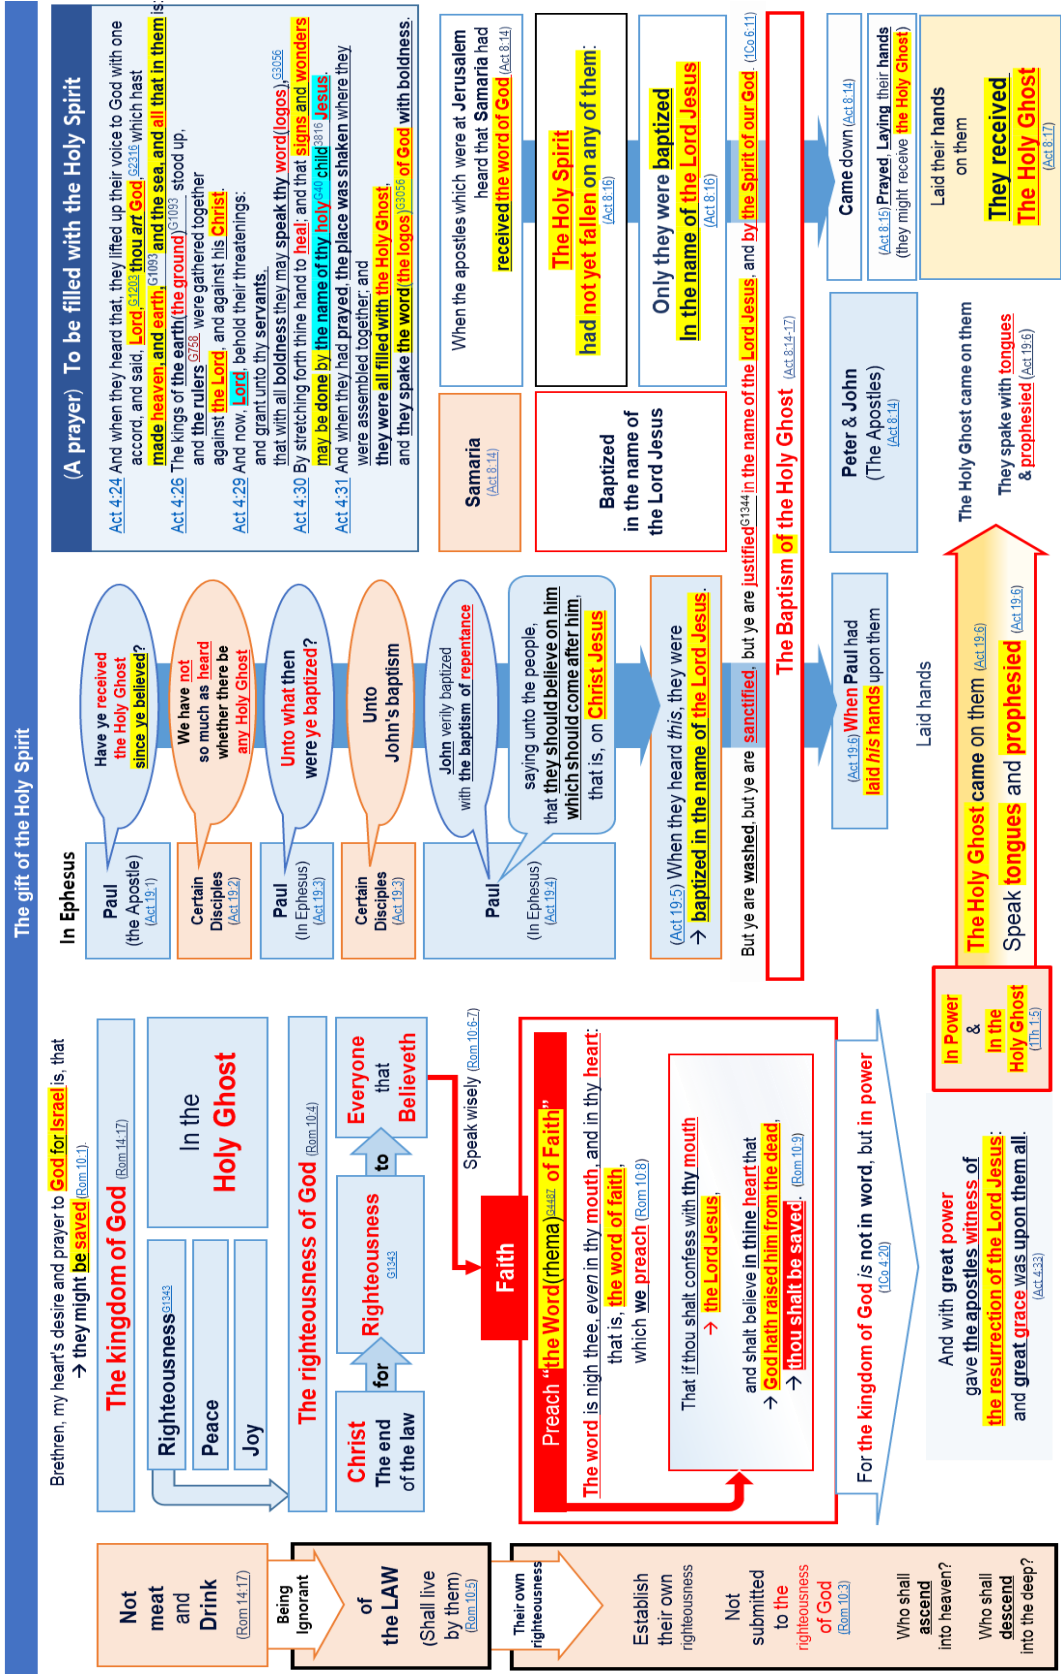 The gift of the Holy Spirit
Not
meat
and
Drink
(Rom 14:17)
Being
Ignorant
of
the LAW
(Shall live
by them)
(Rom 10:5)
Their own
righteousness
Establish
their own
righteousness
Not
submitted
to the
righteousness
of God
(Rom 10:3)
Who shall
ascend
into heaven?
Who shall
descend
into the deep?
Brethren, my heart's desire and prayer to God for Israel is, that
→ they might be saved (Rom 10:1).
The kingdom of God (Rom 14:17)
Righteousness G1343
Peace
Joy
In the
Holy Ghost
The righteousness of God (Rom 10:4)
Christ
The end
of the law
for
Righteousness
G1343
to
Everyone
that
Believeth
Speak wisely (Rom 10:6-7)
Faith
Preach “the Word(rhema)G4487 of Faith”
The word is nigh thee, even in thy mouth, and in thy heart:
that is, the word of faith,
which we preach (Rom 10:8)
That if thou shalt confess with thy mouth
→ the Lord Jesus,
and shalt believe in thine heart that
→ God hath raised him from the dead,
→ thou shalt be saved. (Rom 10:9)
For the kingdom of God is not in word, but in power
(1Co 4:20)
And with great power
gave the apostles witness of
the resurrection of the Lord Jesus:
and great grace was upon them all.
(Act 4:33)
In Power
&
In the
Holy Ghost
(1Th 1:5)
In Ephesus
Paul
(the Apostle)
(Act 19:1)
Have ye received
the Holy Ghost
since ye believed?
Certain
Disciples
(Act 19:2)
We have not
so much as heard
whether there be
any Holy Ghost
Paul
(In Ephesus)
(Act 19:3)
Unto what then
were ye baptized?
Certain
Disciples
(Act 19:3)
Unto
John's baptism
Paul
(In Ephesus)
(Act 19:4)
John verily baptized
with the baptism of repentance
saying unto the people,
that they should believe on him
which should come after him,
that is, on Christ Jesus
(Act 19:5) When they heard this, they were
→ baptized in the name of the Lord Jesus.
But ye are washed, but ye are sanctified, but ye are justifiedG1344 in the name of the Lord Jesus, and by the Spirit of our God. (1Co 6:11)
The Baptism of the Holy Ghost (Act 8:14-17)
(Act 19:6) When Paul had
laid his hands upon them
Laid hands
The Holy Ghost came on them (Act 19:6)
Speak tongues and prophesied (Act 19:6)
(A prayer) To be filled with the Holy Spirit
Act 4:24 And when they heard that, they lifted up their voice to God with one
accord, and said, Lord,G1203 thou art God,G2316 which hast
made heaven, and earth,G1093 and the sea, and all that in them is:
Act 4:26 The kings of the earth(the ground)G1093 stood up,
and the rulers G758 were gathered together
against the Lord, and against his Christ.
Act 4:29 And now, Lord, behold their threatenings:
and grant unto thy servants,
that with all boldness they may speak thy word(logos),G3056
Act 4:30 By stretching forth thine hand to heal; and that signs and wonders
may be done by the name of thy holyG40 child3816 Jesus.
Act 4:31 And when they had prayed, the place was shaken where they
were assembled together; and
they were all filled with the Holy Ghost,
and they spake the word(the logos)G3056 of God with boldness.
Samaria
(Act 8:14)
When the apostles which were at Jerusalem
heard that Samaria had
received the word of God (Act 8:14)
Baptized
in the name of
the Lord Jesus
The Holy Spirit
had not yet fallen on any of them:
(Act 8:16)
Only they were baptized
In the name of the Lord Jesus
(Act 8:16)
Peter & John
(The Apostles)
(Act 8:14)
Came down (Act 8:14)
(Act 8:15) Prayed, Laying their hands
(they might receive the Holy Ghost)
The Holy Ghost came on them
They spake with tongues
& prophesied (Act 19:6)
Laid their hands
on them
They received
The Holy Ghost
(Act 8:17)